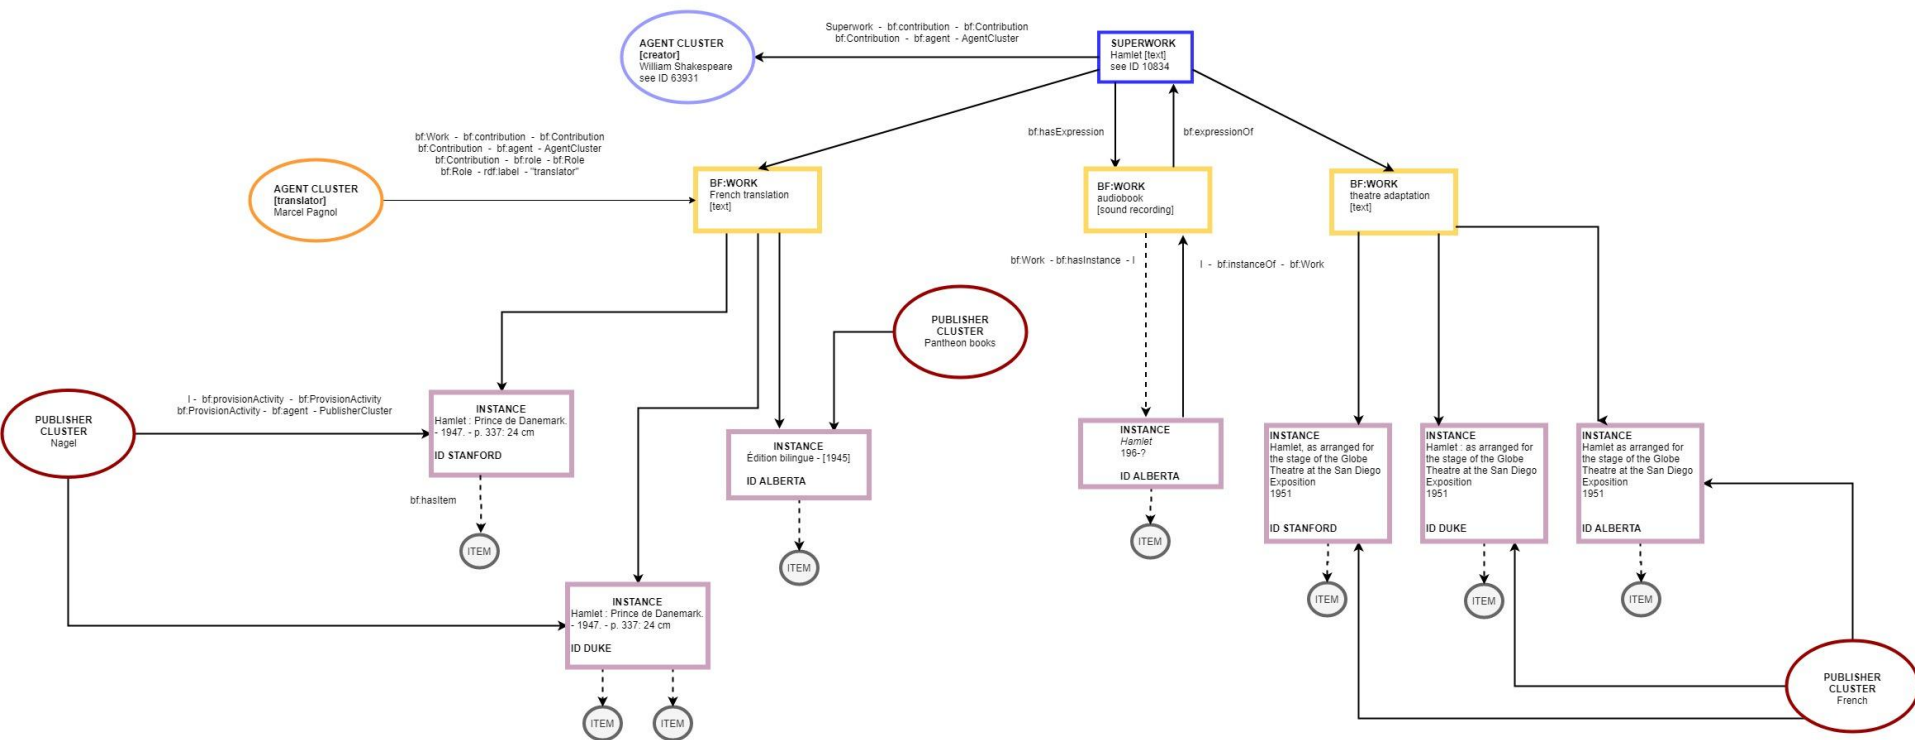 Superwork - bf:contribution - bf:Contribution
bf:Contribution - bf:agent - AgentCluster
AGENT CLUSTER
[creator]
William Shakespeare
see ID 63931
SUPERWORK
Hamlet [text]
see ID 10834
bf:Work - bf:contribution - bf:Contribution
bf:Contribution - bf:agent - AgentCluster
bf:Contribution - bf:role - bf:Role
bf:Role - rdf:label - "translator"
bf:hasExpression
bf:expressionOf
AGENT CLUSTER
[translator]
Marcel Pagnol
BF:WORK
French translation
[text]
BF:WORK
audiobook
[sound recording]
BF:WORK
theatre adaptation
[text]
bf:Work - bf:hasInstance - I
I - bf:instanceOf - bf:Work
PUBLISHER
CLUSTER
Pantheon books
PUBLISHER
CLUSTER
Nagel
I - bf:provisionActivity - bf:ProvisionActivity
bf:ProvisionActivity - bf:agent - PublisherCluster
INSTANCE
Hamlet : Prince de Danemark.
- 1947. - p. 337: 24 cm
ID STANFORD
INSTANCE
Édition bilingue - [1945]
ID ALBERTA
INSTANCE
Hamlet
196-?
ID ALBERTA
INSTANCE
Hamlet, as arranged for
the stage of the Globe
Theatre at the San Diego
Exposition
1951
ID STANFORD
INSTANCE
Hamlet : as arranged for
the stage of the Globe
Theatre at the San Diego
Exposition
1951
ID DUKE
INSTANCE
Hamlet as arranged for
the stage of the Globe
Theatre at the San Diego
Exposition
1951
ID ALBERTA
bf:hasItem
ITEM
ITEM
ITEM
ITEM
ITEM
ITEM
INSTANCE
Hamlet : Prince de Danemark.
- 1947. - p. 337: 24 cm
ID DUKE
ITEM
ITEM
PUBLISHER
CLUSTER
French